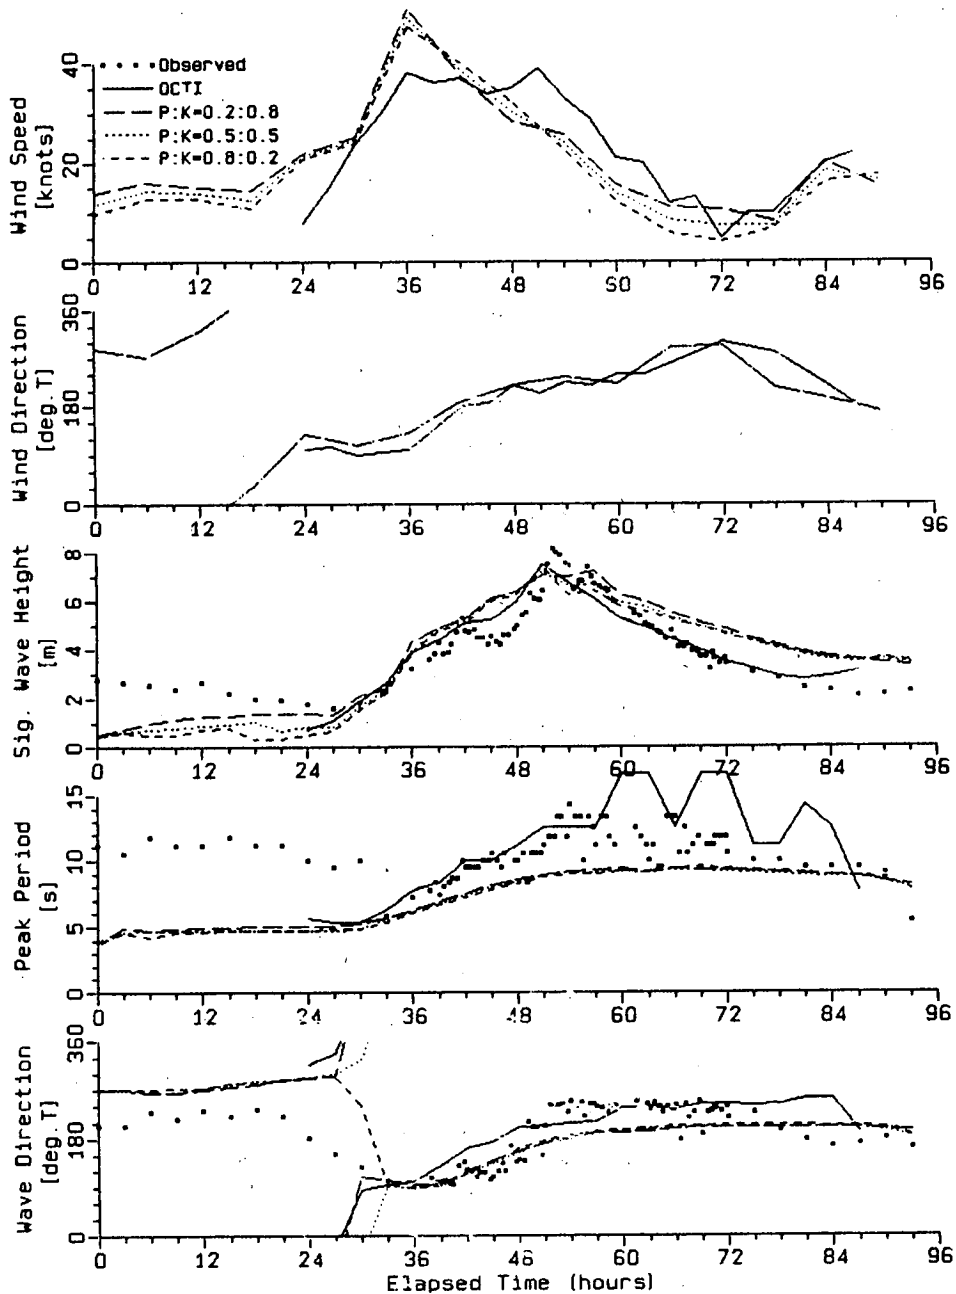 Observed
OCTI
P:K=0.2:0.8
P:K=0.5:0.5
P:K=0.8:0.2
Wind Speed
[knots]
0 20 40
0 12 24 36 48 60 72 84 96
Wind Direction
[deg.T]
0 180 360
0 12 24 36 48 60 72 84 96
Sig. Wave Height
[m]
0 2 4 6 8
0 12 24 36 48 60 72 84 96
Peak Period
[s]
0 5 10 15
0 12 24 36 48 60 72 84 96
Wave Direction
[deg.T]
0 180 360
0 12 24 36 48 60 72 84 96
Elapsed Time (hours)